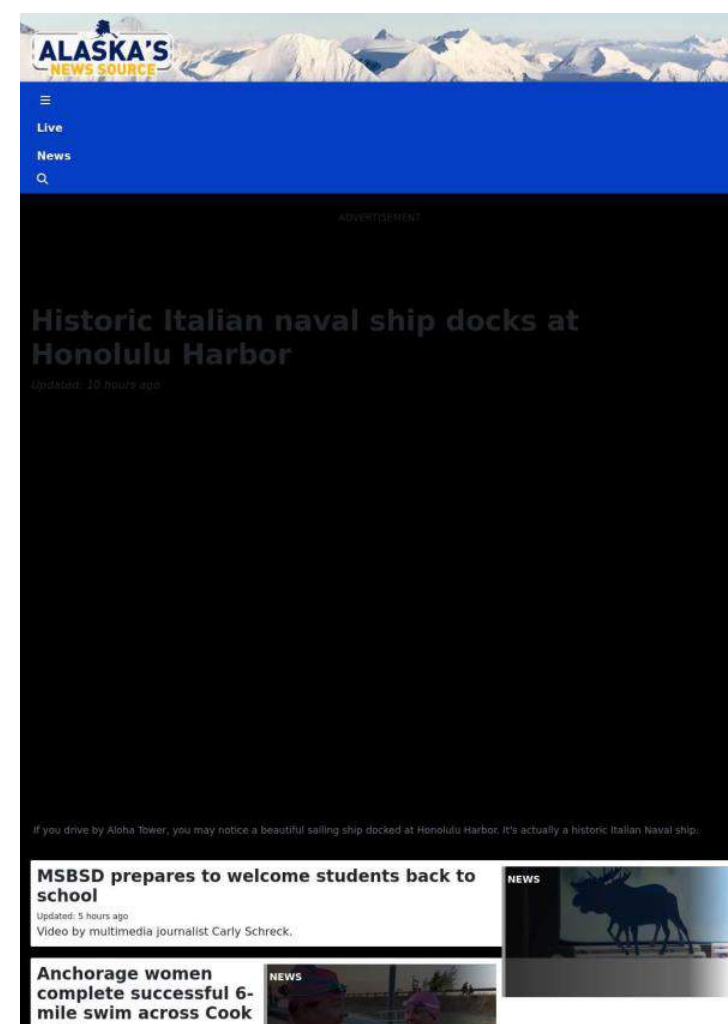 ALASKA'S
NEWS SOURCE
Live
News
ADVERTISEMENT
Historic Italian naval ship docks at
Honolulu Harbor
Updated: 10 hours ago
If you drive by Aloha Tower, you may notice a beautiful sailing ship docked at Honolulu Harbor. It's actually a historic Italian Naval ship.
MSBSD prepares to welcome students back to
school
Updated: 5 hours ago
Video by multimedia journalist Carly Schreck.
NEWS
Anchorage women
complete successful 6-
mile swim across Cook
NEWS